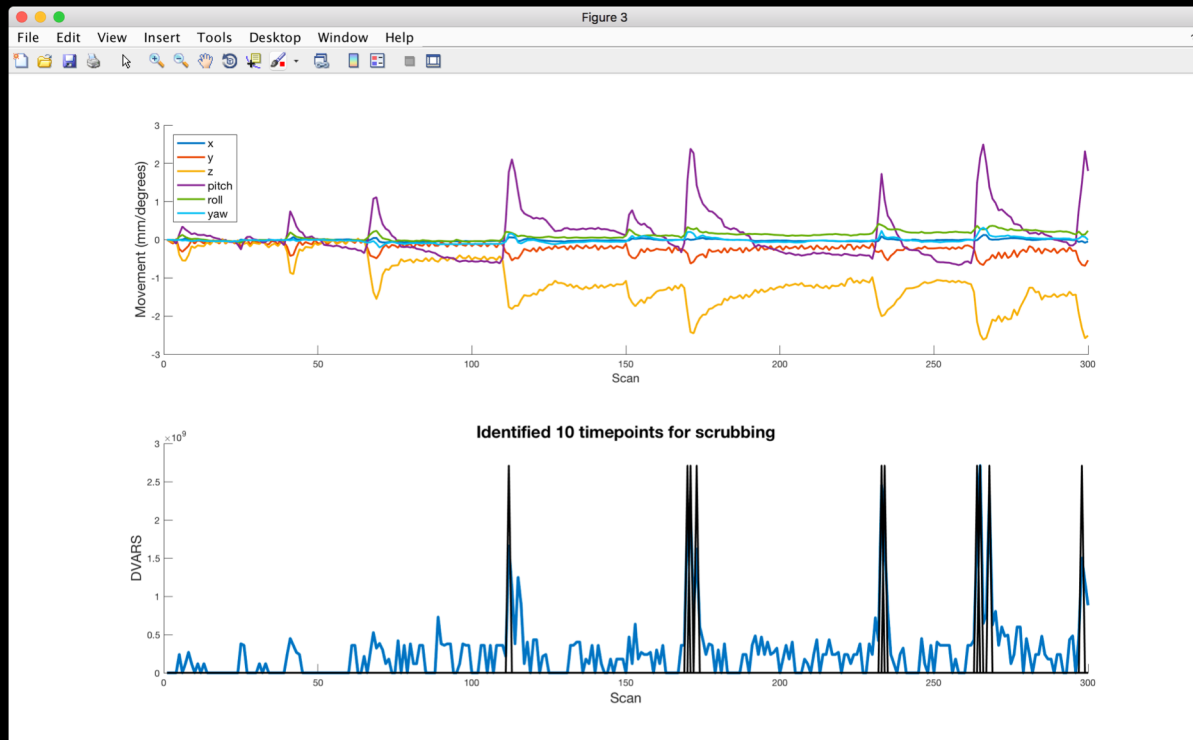 Figure 3
File Edit View Insert Tools Desktop Window Help
3
2
1
0
-1
-2
-3
Movement (mm/degrees)
x
y
z
pitch
roll
yaw
0 50 100 150 200 250 300
Scan
Identified 10 timepoints for scrubbing
×10⁹
3
2.5
2
1.5
1
0.5
0
DVARS
0 50 100 150 200 250 300
Scan